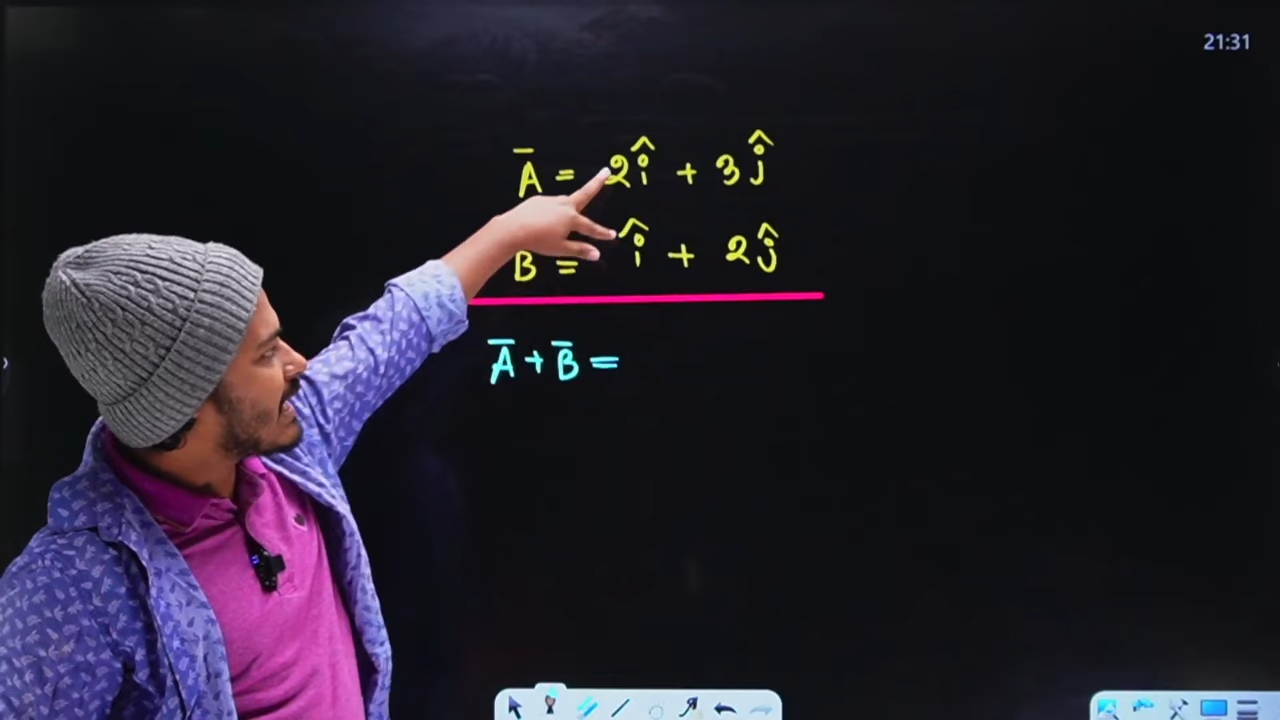 21:31
A̅ = 2î + 3ĵ
B = î + 2ĵ
A̅ + B̅ =